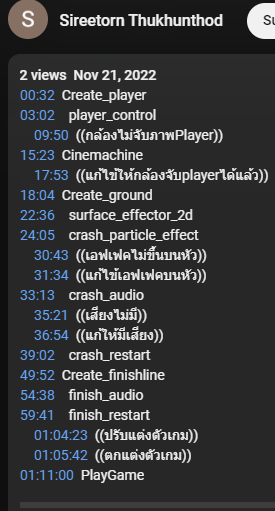 S Sireetorn Thukhunthod Su
2 views Nov 21, 2022
00:32 Create_player
03:02 player_control
09:50 ((กล้องไม่จับภาพPlayer))
15:23 Cinemachine
17:53 ((แก้ไขให้กล้องจับplayerได้แล้ว))
18:04 Create_ground
22:36 surface_effector_2d
24:05 crash_particle_effect
30:43 ((เอฟเฟคไม่ขึ้นบนหัว))
31:34 ((แก้ไขเอฟเฟคบนหัว))
33:13 crash_audio
35:21 ((เสียงไม่มี))
36:54 ((แก้ให้มีเสียง))
39:02 crash_restart
49:52 Create_finishline
54:38 finish_audio
59:41 finish_restart
01:04:23 ((ปรับแต่งตัวเกม))
01:05:42 ((ตกแต่งตัวเกม))
01:11:00 PlayGame